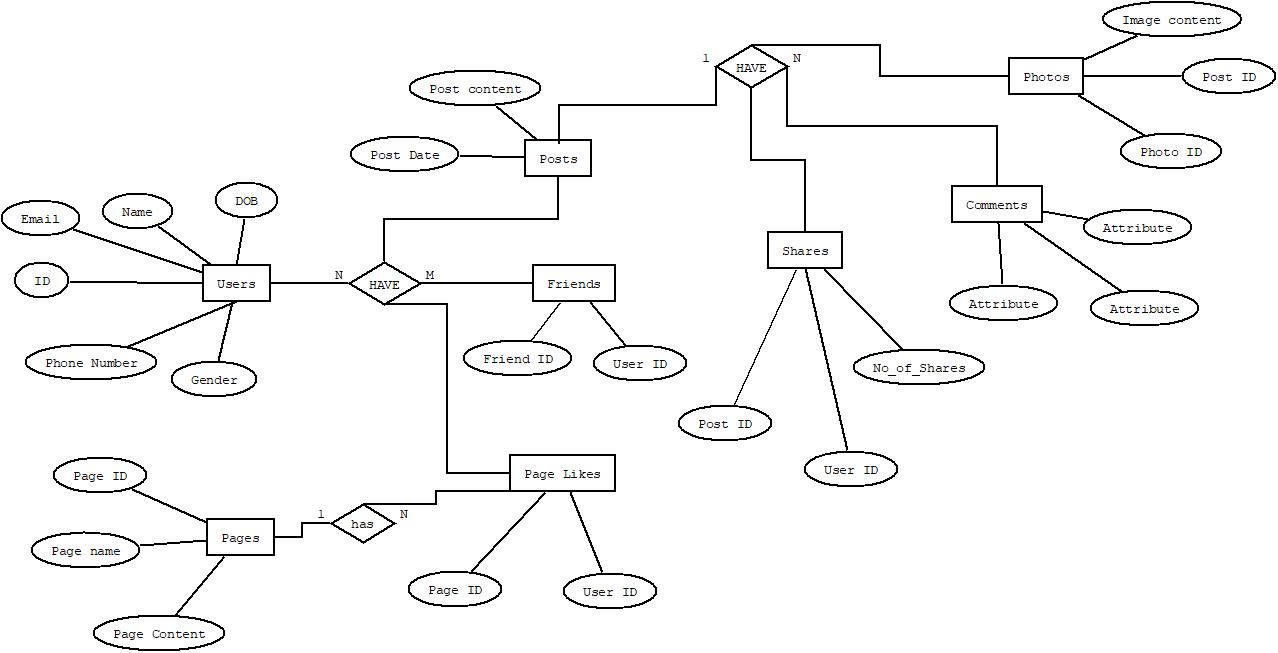 Image content
1
HAVE
N
Photos
Post ID
Post content
Post Date
Posts
Photo ID
Email
Name
DOB
Comments
Attribute
ID
Users
N
HAVE
M
Friends
Shares
Attribute
Attribute
Phone Number
Gender
Friend ID
User ID
No_of_Shares
Post ID
User ID
Page ID
Page Likes
1
has
N
Pages
Page name
Page ID
User ID
Page Content